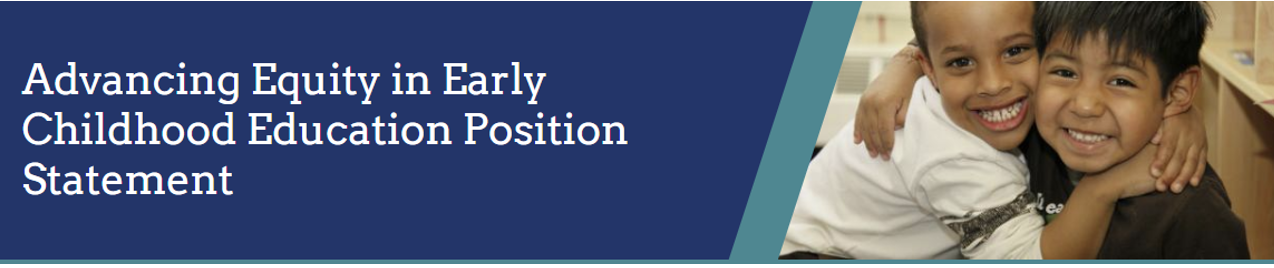 Advancing Equity in Early
Childhood Education Position
Statement